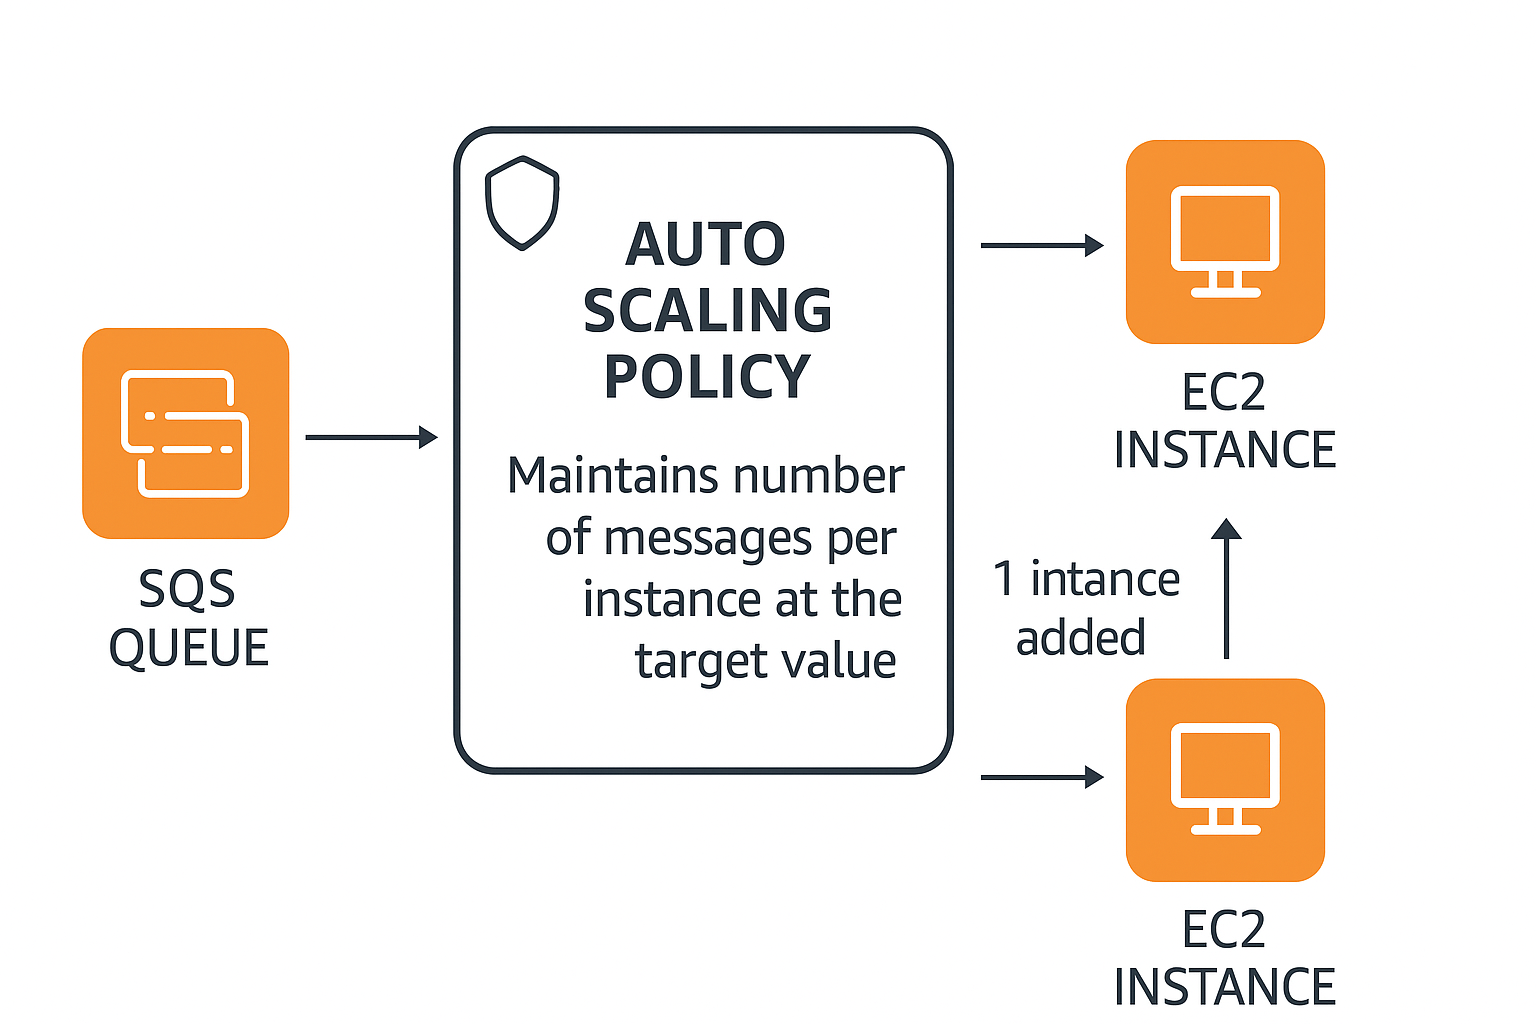 SQS
QUEUE
AUTO
SCALING
POLICY
Maintains number
of messages per
instance at the
target value
EC2
INSTANCE
1 intance
added
EC2
INSTANCE